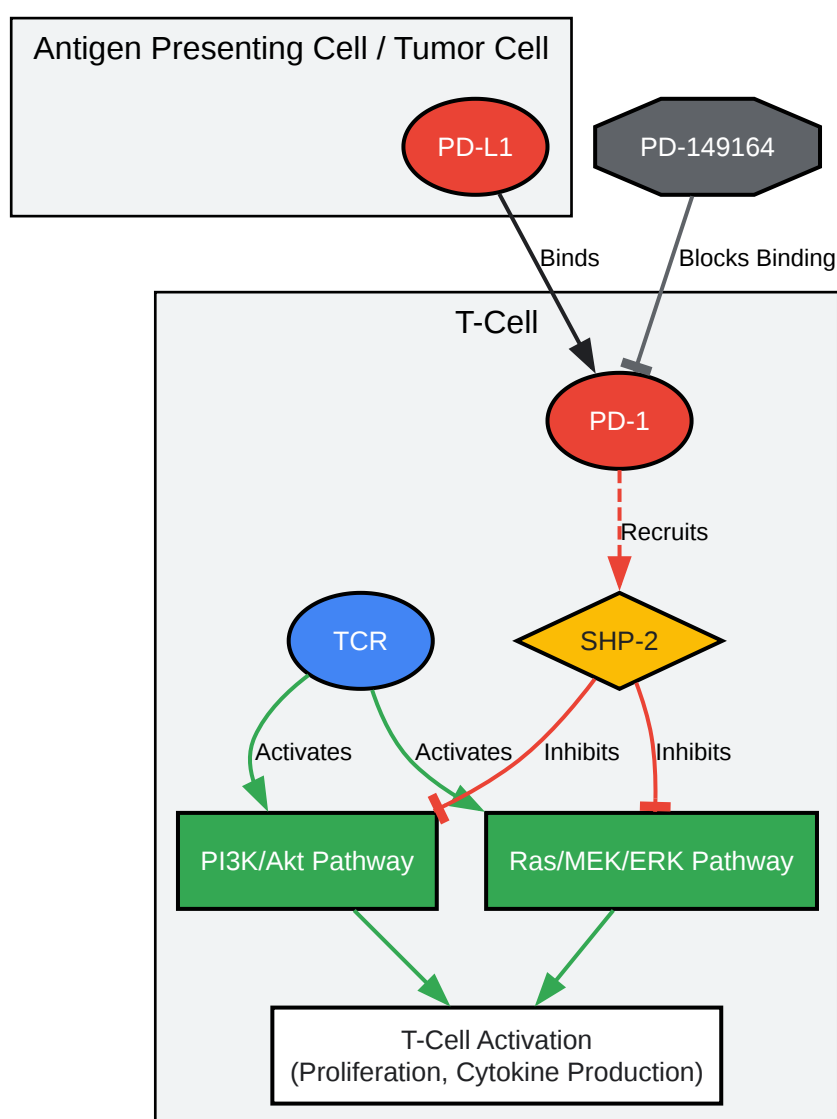 Antigen Presenting Cell / Tumor Cell
PD-L1
PD-149164
Binds
Blocks Binding
T-Cell
PD-1
Recruits
TCR
SHP-2
Activates
Activates
Inhibits
Inhibits
PI3K/Akt Pathway
Ras/MEK/ERK Pathway
T-Cell Activation
(Proliferation, Cytokine Production)